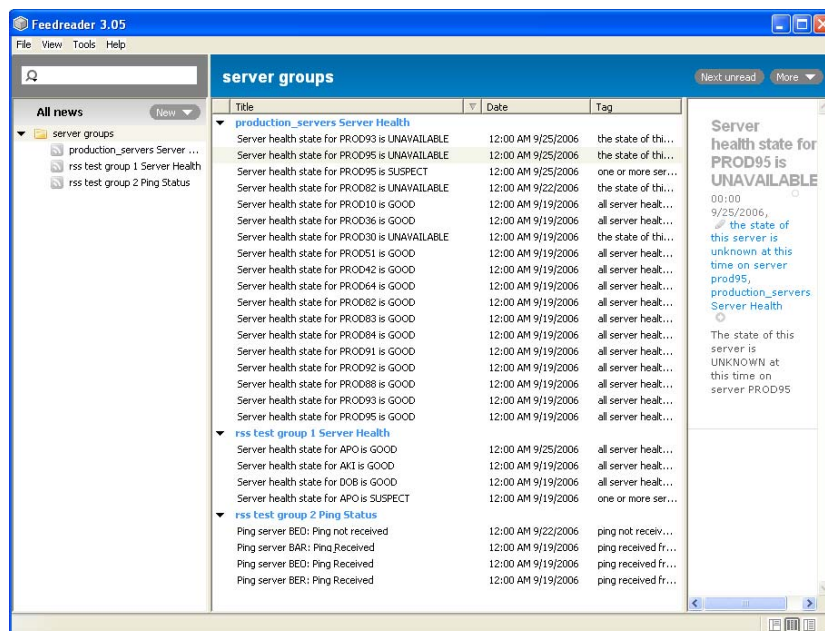 Feedreader 3.05
File View Tools Help
server groups
Next unread More
All news New
server groups
production_servers Server ...
rss test group 1 Server Health
rss test group 2 Ping Status
Title Date Tag
production_servers Server Health
Server health state for PROD93 is UNAVAILABLE 12:00 AM 9/25/2006 the state of thi...
Server health state for PROD95 is UNAVAILABLE 12:00 AM 9/25/2006 the state of thi...
Server health state for PROD95 is SUSPECT 12:00 AM 9/25/2006 one or more ser...
Server health state for PROD82 is UNAVAILABLE 12:00 AM 9/22/2006 the state of thi...
Server health state for PROD10 is GOOD 12:00 AM 9/19/2006 all server healt...
Server health state for PROD36 is GOOD 12:00 AM 9/19/2006 all server healt...
Server health state for PROD30 is UNAVAILABLE 12:00 AM 9/19/2006 the state of thi...
Server health state for PROD51 is GOOD 12:00 AM 9/19/2006 all server healt...
Server health state for PROD42 is GOOD 12:00 AM 9/19/2006 all server healt...
Server health state for PROD64 is GOOD 12:00 AM 9/19/2006 all server healt...
Server health state for PROD82 is GOOD 12:00 AM 9/19/2006 all server healt...
Server health state for PROD83 is GOOD 12:00 AM 9/19/2006 all server healt...
Server health state for PROD84 is GOOD 12:00 AM 9/19/2006 all server healt...
Server health state for PROD91 is GOOD 12:00 AM 9/19/2006 all server healt...
Server health state for PROD92 is GOOD 12:00 AM 9/19/2006 all server healt...
Server health state for PROD88 is GOOD 12:00 AM 9/19/2006 all server healt...
Server health state for PROD93 is GOOD 12:00 AM 9/19/2006 all server healt...
Server health state for PROD95 is GOOD 12:00 AM 9/19/2006 all server healt...
rss test group 1 Server Health
Server health state for APO is GOOD 12:00 AM 9/25/2006 all server healt...
Server health state for AKI is GOOD 12:00 AM 9/19/2006 all server healt...
Server health state for DOB is GOOD 12:00 AM 9/19/2006 all server healt...
Server health state for APO is SUSPECT 12:00 AM 9/19/2006 one or more ser...
rss test group 2 Ping Status
Ping server BEO: Ping not received 12:00 AM 9/22/2006 ping not receiv...
Ping server BAR: Ping Received 12:00 AM 9/19/2006 ping received fr...
Ping server BEO: Ping Received 12:00 AM 9/19/2006 ping received fr...
Ping server BER: Ping Received 12:00 AM 9/19/2006 ping received fr...
Server
health state for
PROD95 is
UNAVAILABLE
00:00
9/25/2006,
the state of
this server is
unknown at this
time on server
prod95,
production_servers
Server Health
The state of this
server is
UNKNOWN at
this time on
server PROD95